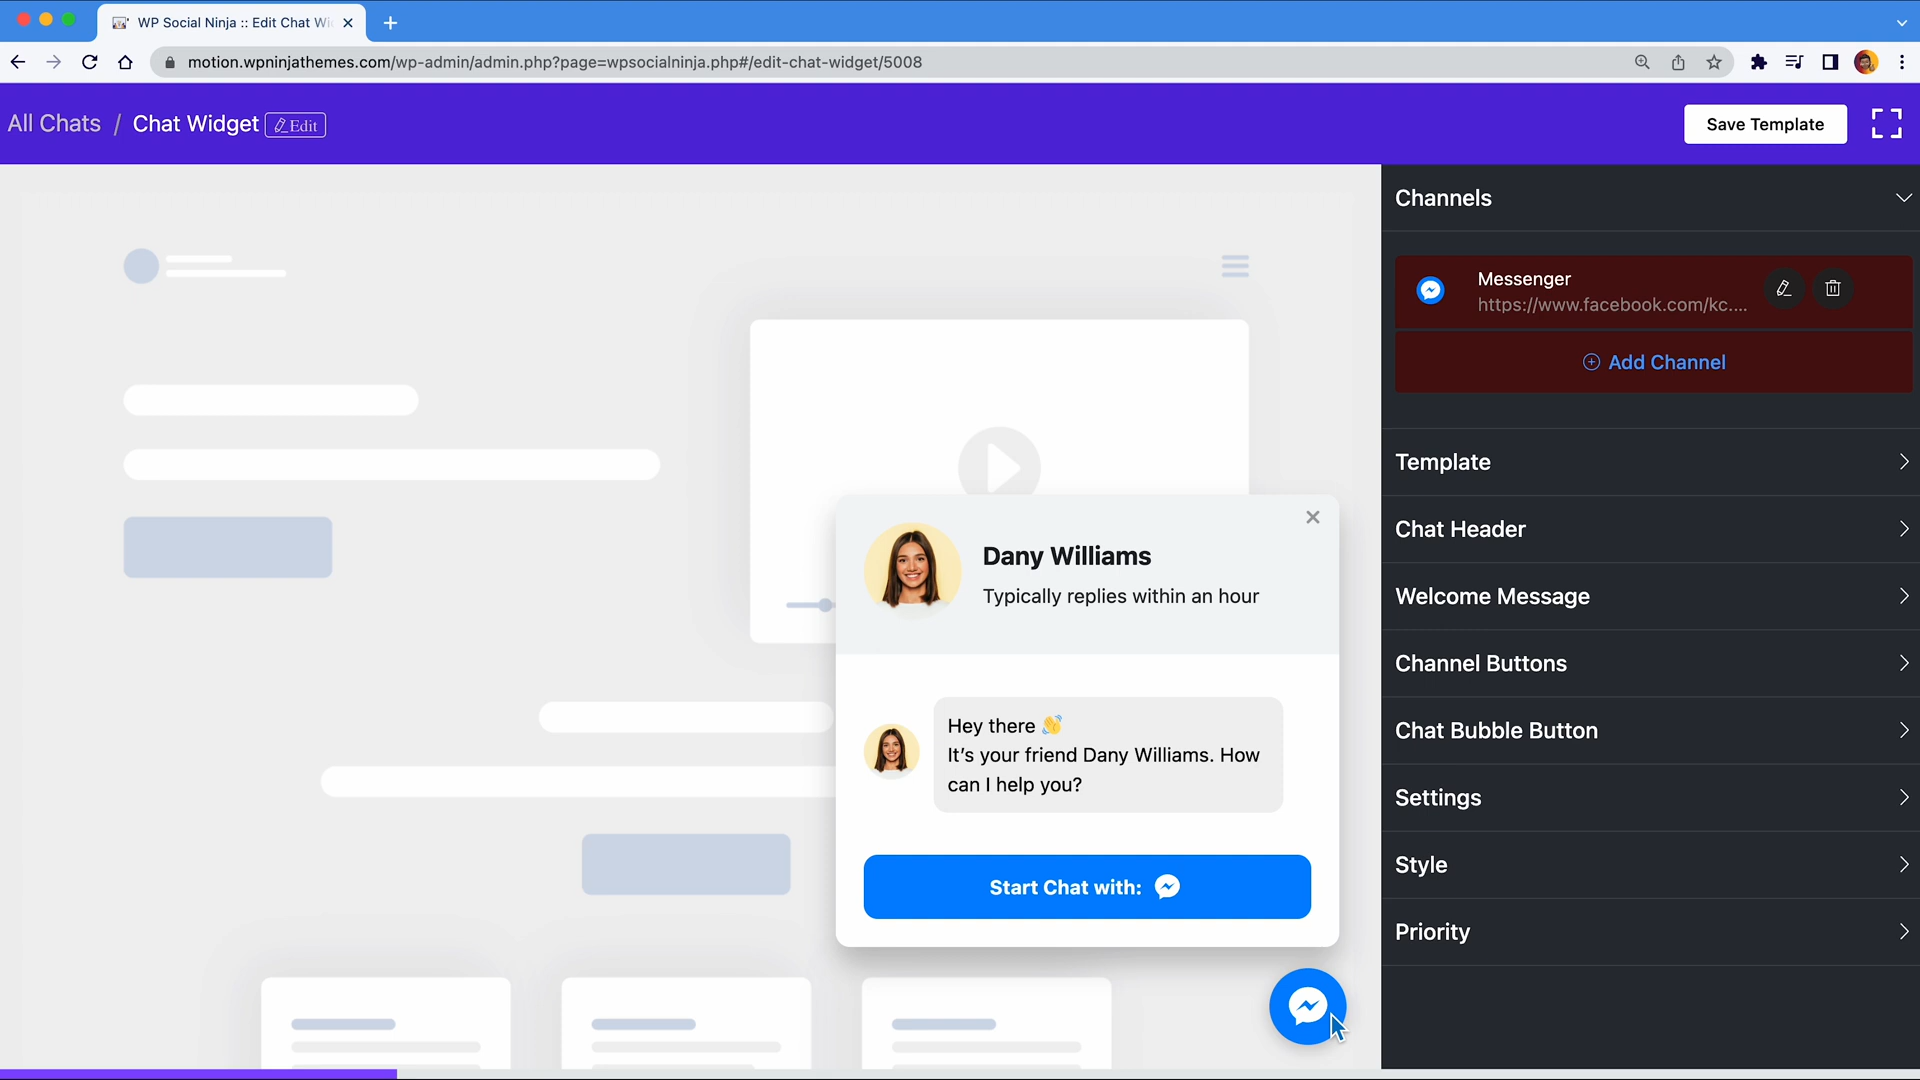 WP Social Ninja :: Edit Chat Wi
motion.wpninjathemes.com/wp-admin/admin.php?page=wpsocialninja.php#/edit-chat-widget/5008
All Chats / Chat Widget Edit
Save Template
Channels
Messenger
https://www.facebook.com/kc....
Add Channel
Template
Chat Header
Welcome Message
Channel Buttons
Chat Bubble Button
Settings
Style
Priority
Dany Williams
Typically replies within an hour
Hey there 👋
It’s your friend Dany Williams. How
can I help you?
Start Chat with: